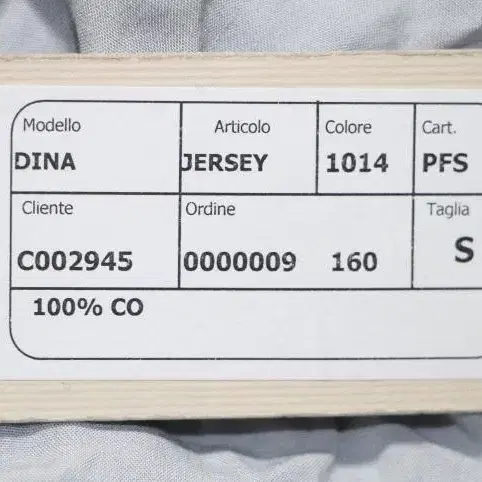 Modello Articolo Colore Cart.
DINA JERSEY 1014 PFS
Cliente Ordine Taglia
C002945 0000009 160 S
100% CO